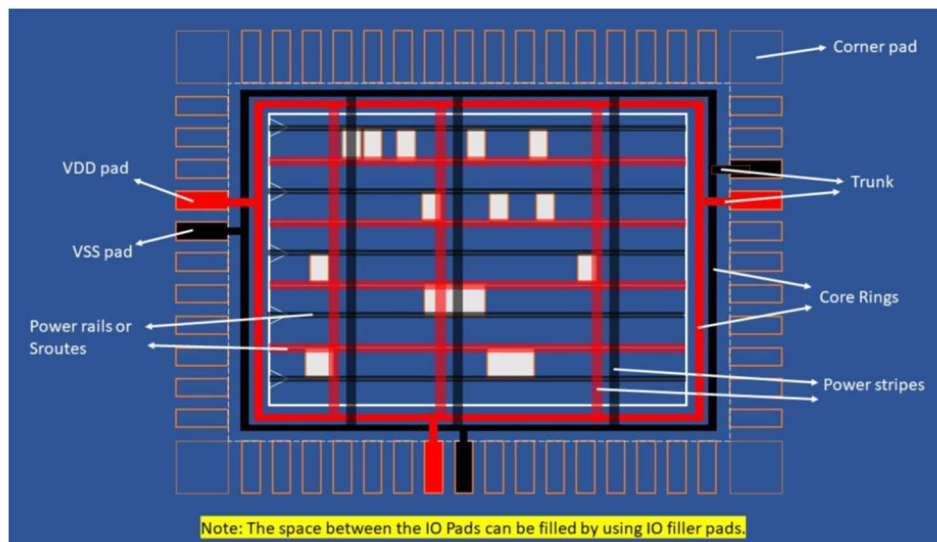 Corner pad
VDD pad
Trunk
VSS pad
Core Rings
Power rails or
Sroutes
Power stripes
Note: The space between the IO Pads can be filled by using IO filler pads.